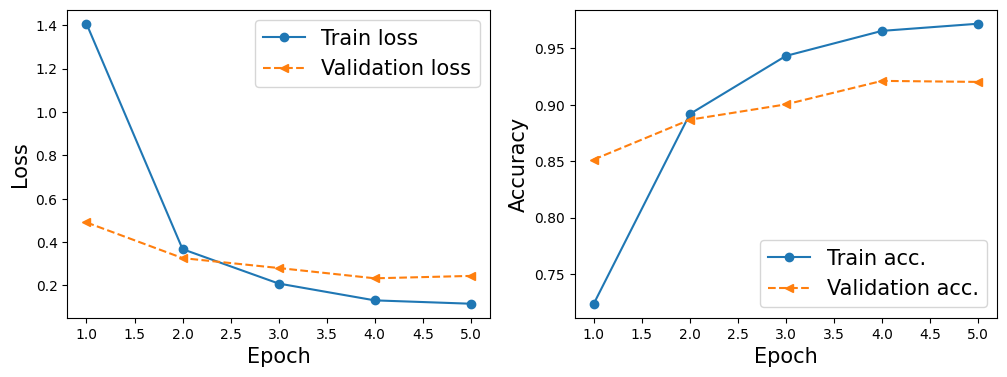 1.4
1.2
1.0
0.8
0.6
0.4
0.2
Loss
Train loss
Validation loss
1.0 1.5 2.0 2.5 3.0 3.5 4.0 4.5 5.0
Epoch
0.95
0.90
0.85
0.80
0.75
Accuracy
Train acc.
Validation acc.
1.0 1.5 2.0 2.5 3.0 3.5 4.0 4.5 5.0
Epoch